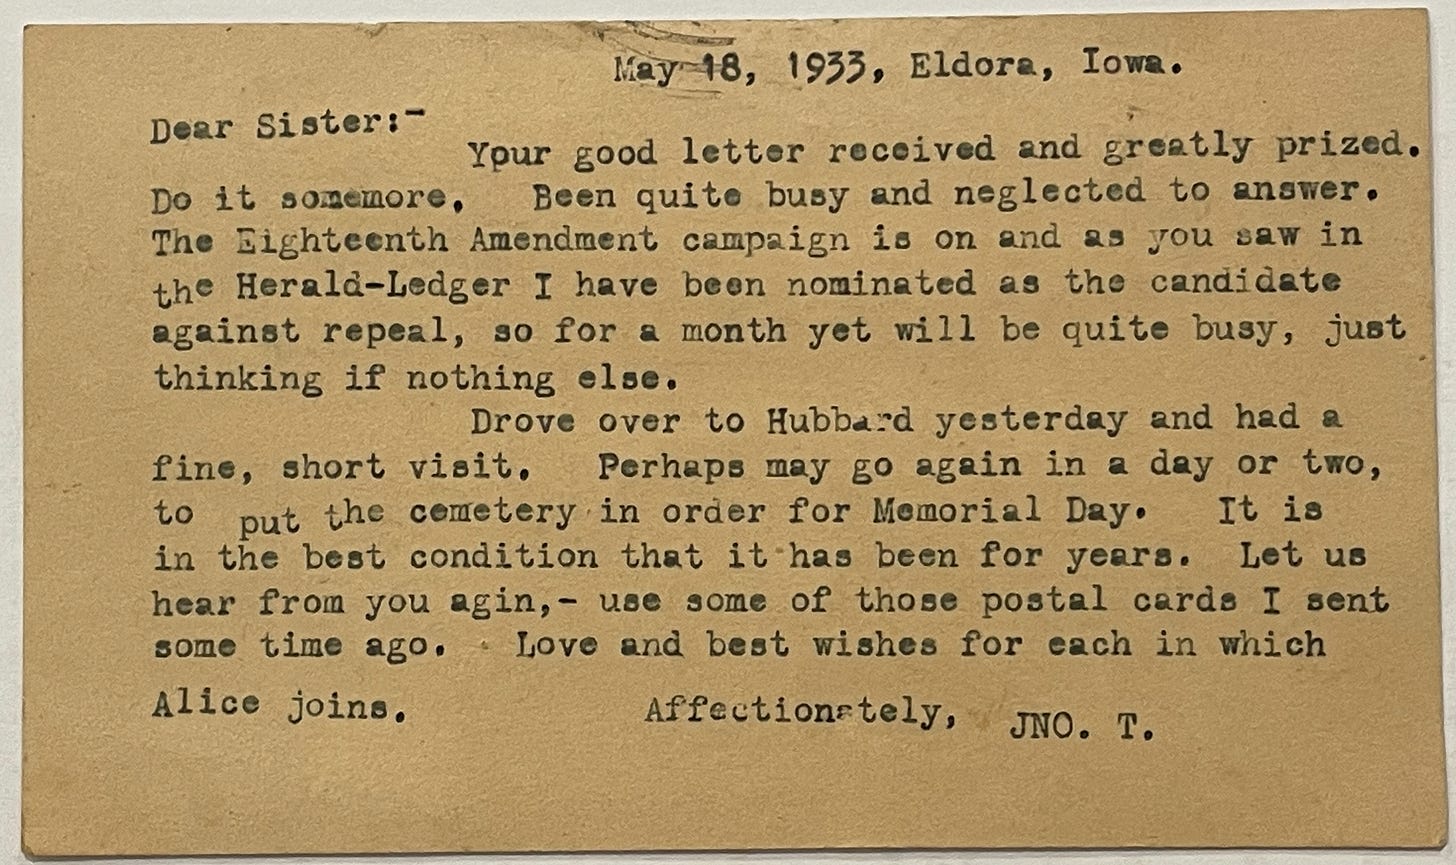 May 18, 1933, Eldora, Iowa.
Dear Sister:-
Ypur good letter received and greatly prized.
Do it somemore. Been quite busy and neglected to answer.
The Eighteenth Amendment campaign is on and as you saw in
the Herald-Ledger I have been nominated as the candidate
against repeal, so for a month yet will be quite busy, just
thinking if nothing else.
Drove over to Hubbard yesterday and had a
fine, short visit. Perhaps may go again in a day or two,
to put the cemetery in order for Memorial Day. It is
in the best condition that it has been for years. Let us
hear from you agin,- use some of those postal cards I sent
some time ago. Love and best wishes for each in which
Alice joins. Affectionately, JNO. T.